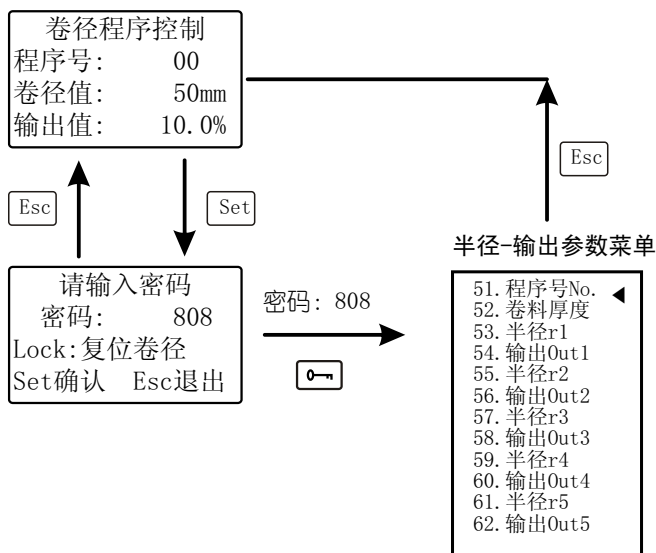 卷径程序控制
程序号: 00
卷径值: 50mm
输出值: 10.0%
Esc
Set
Esc
请输入密码
密码: 808
Lock:复位卷径
Set确认 Esc退出
密码: 808
半径-输出参数菜单
51.程序号No.
52.卷料厚度
53.半径r1
54.输出Out1
55.半径r2
56.输出Out2
57.半径r3
58.输出Out3
59.半径r4
60.输出Out4
61.半径r5
62.输出Out5